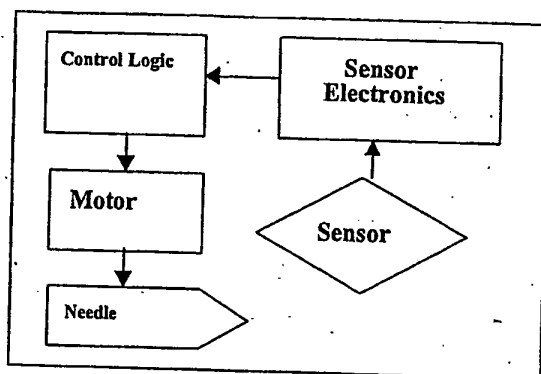 Control Logic
Sensor
Electronics
Motor
Sensor
Needle